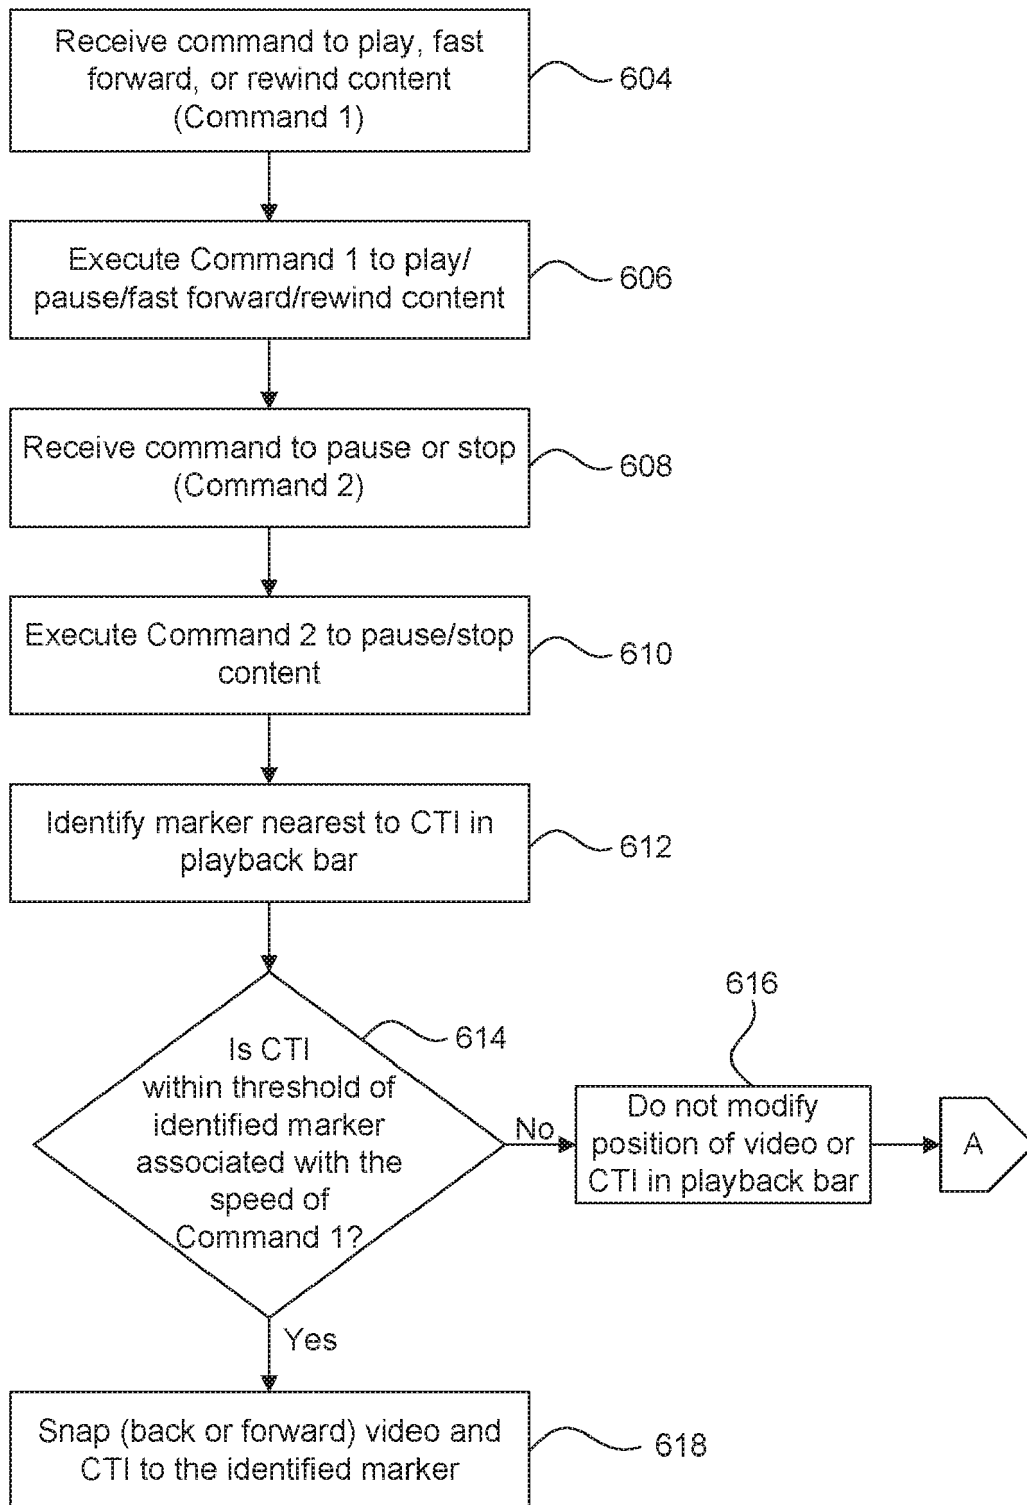 Receive command to play, fast
forward, or rewind content
(Command 1)
604
Execute Command 1 to play/
pause/fast forward/rewind content
606
Receive command to pause or stop
(Command 2)
608
Execute Command 2 to pause/stop
content
610
Identify marker nearest to CTI in
playback bar
612
Is CTI
within threshold of
identified marker
associated with the
speed of
Command 1?
614
No
616
Do not modify
position of video or
CTI in playback bar
A
Yes
Snap (back or forward) video and
CTI to the identified marker
618